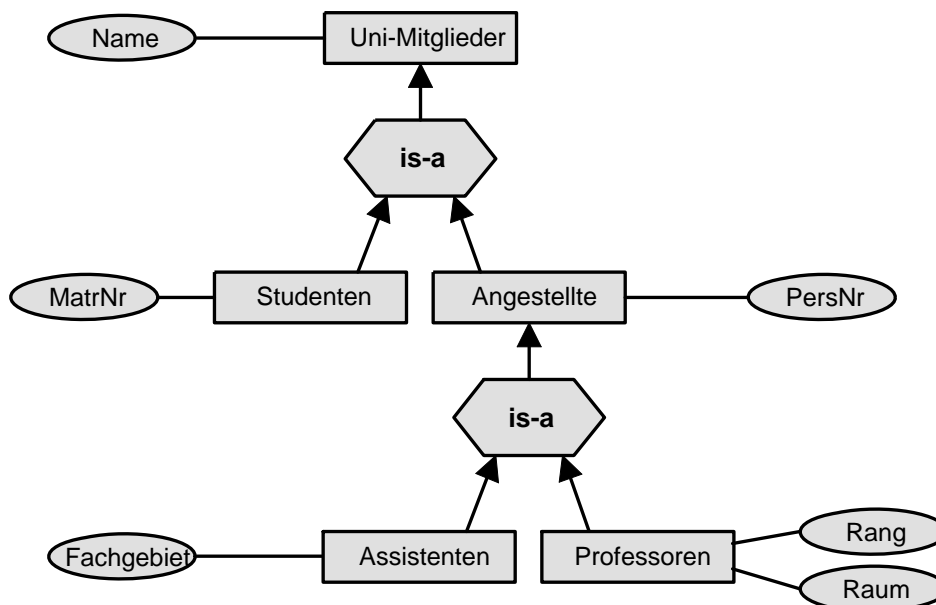 Name
Uni-Mitglieder
is-a
MatrNr
Studenten
Angestellte
PersNr
is-a
Fachgebiet
Assistenten
Professoren
Rang
Raum